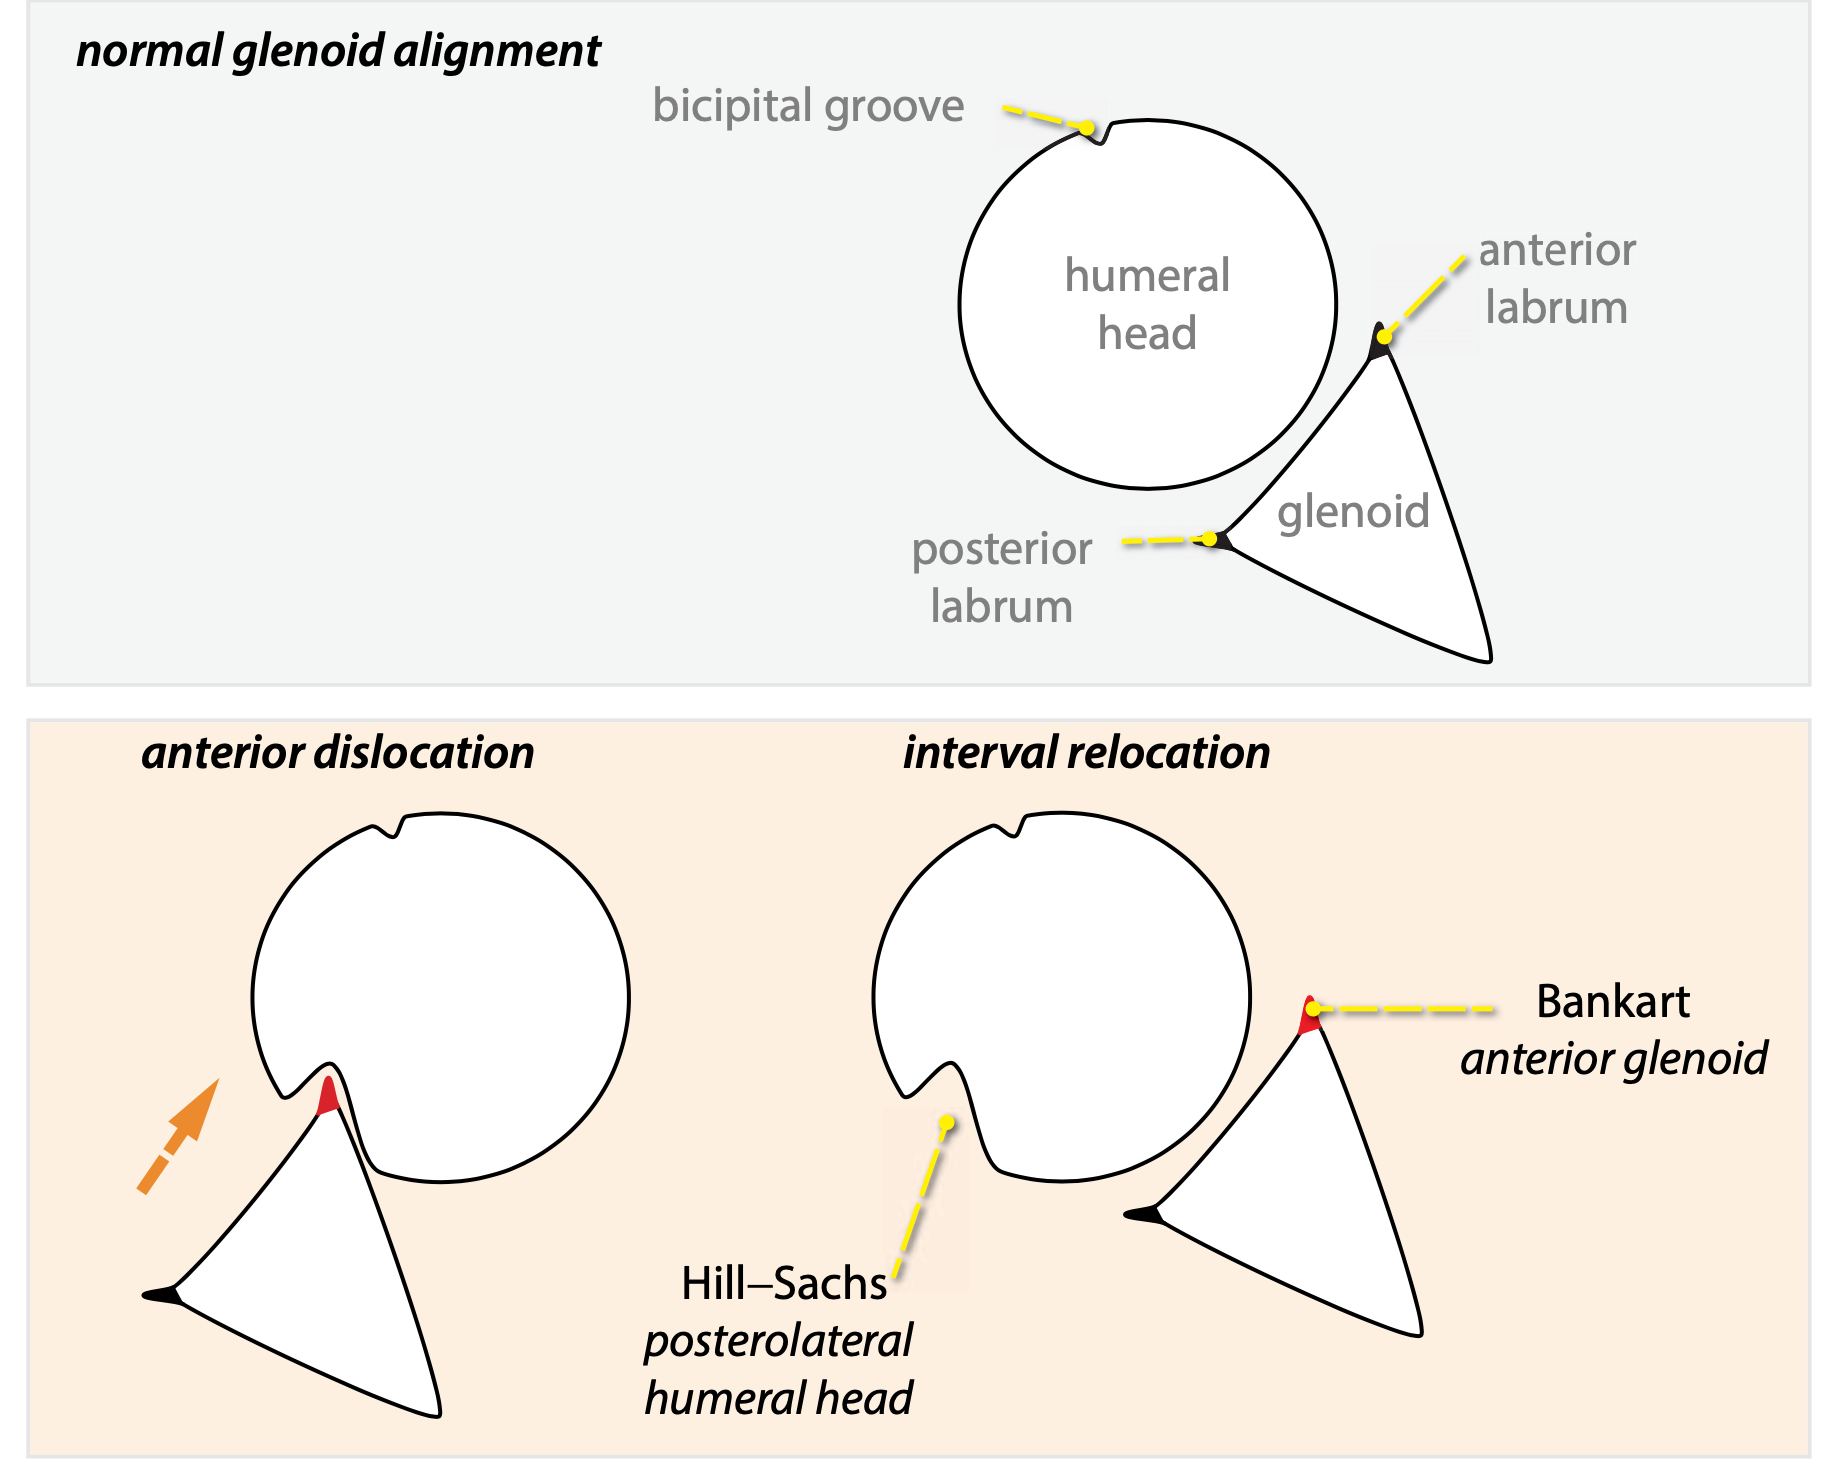 normal glenoid alignment
bicipital groove
humeral
head
anterior
labrum
glenoid
posterior
labrum
anterior dislocation
interval relocation
Bankart
anterior glenoid
Hill–Sachs
posterolateral
humeral head